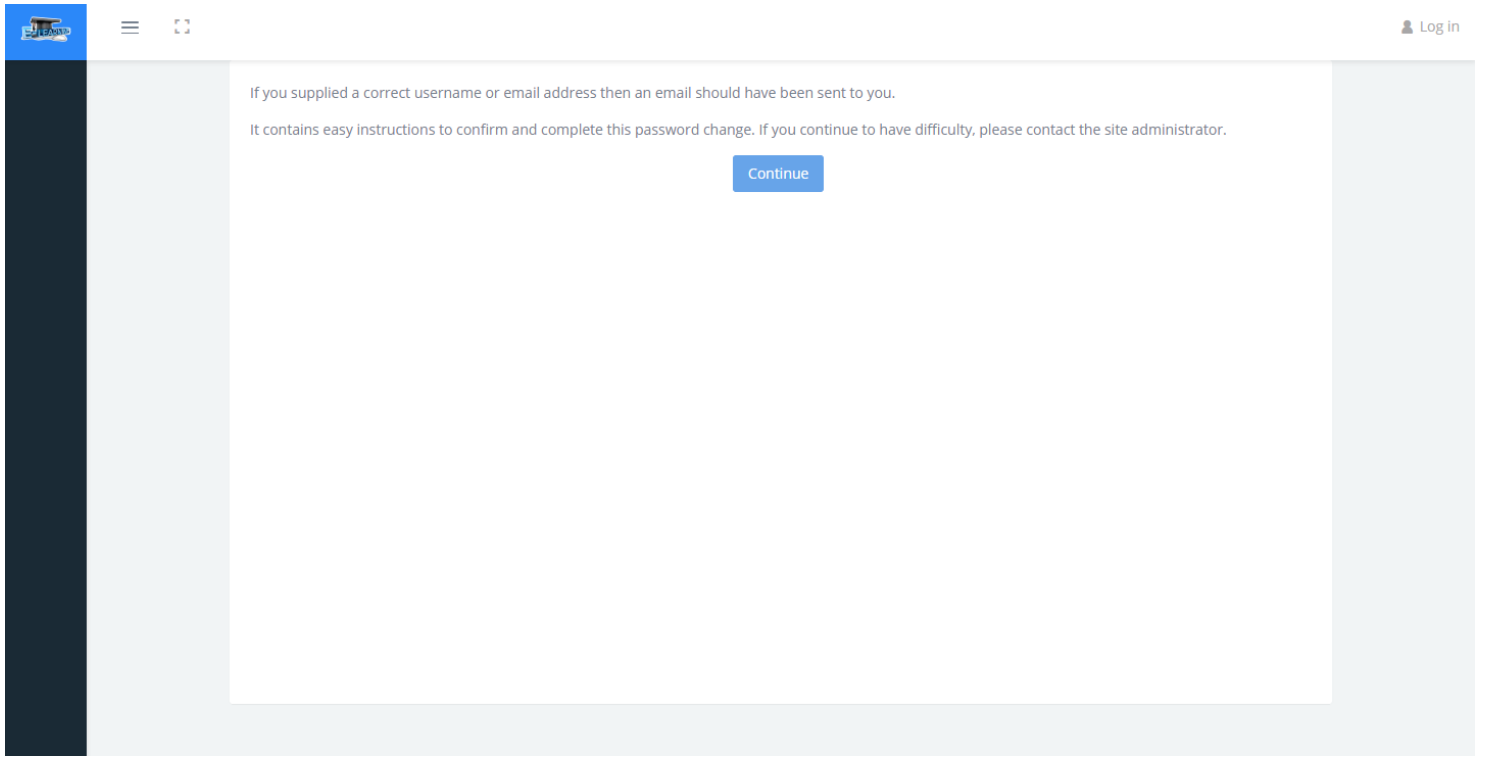 Log in
If you supplied a correct username or email address then an email should have been sent to you.
It contains easy instructions to confirm and complete this password change. If you continue to have difficulty, please contact the site administrator.
Continue